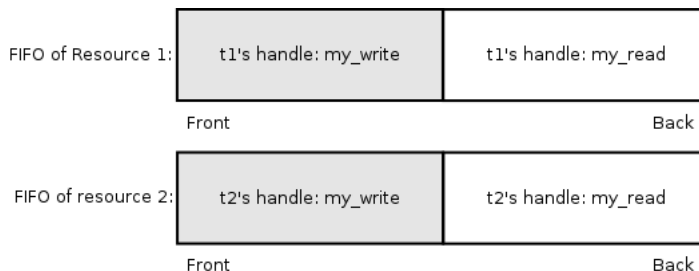 FIFO of Resource 1: t1's handle: my_write t1's handle: my_read
Front Back
FIFO of resource 2: t2's handle: my_write t2's handle: my_read
Front Back